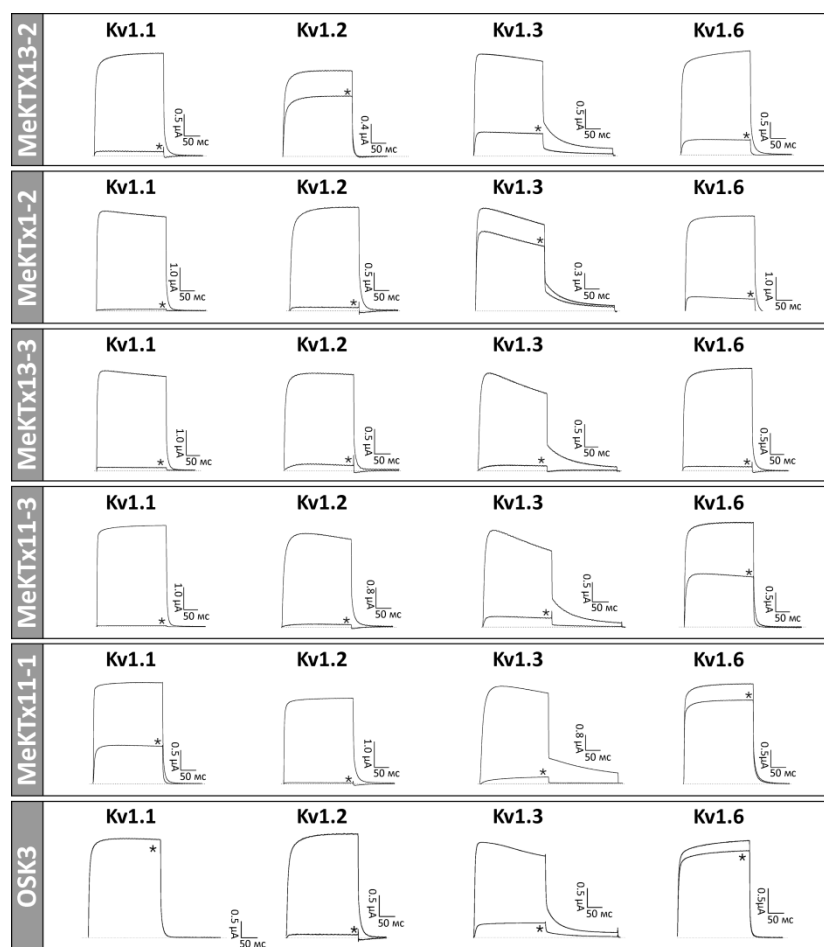 MeKTX13-2
Kv1.1 Kv1.2 Kv1.3 Kv1.6
* * * *
0.5 µA 0.4 µA 0.5 µA 0.5 µA
50 мс 50 мс 50 мс 50 мс
MeKTx1-2
Kv1.1 Kv1.2 Kv1.3 Kv1.6
* * * *
1.0 µA 0.5 µA 0.3 µA 1.0 µA
50 мс 50 мс 50 мс 50 мс
MeKTx13-3
Kv1.1 Kv1.2 Kv1.3 Kv1.6
* * * *
1.0 µA 0.5 µA 0.5 µA 0.5µA
50 мс 50 мс 50 мс 50 мс
MeKTx11-3
Kv1.1 Kv1.2 Kv1.3 Kv1.6
* * * *
1.0 µA 0.8 µA 0.5 µA 0.5µA
50 мс 50 мс 50 мс 50 мс
MeKTx11-1
Kv1.1 Kv1.2 Kv1.3 Kv1.6
* * * *
0.5 µA 1.0 µA 0.8 µA 0.5µA
50 мс 50 мс 50 мс 50 мс
OSK3
Kv1.1 Kv1.2 Kv1.3 Kv1.6
* * * *
0.5 µA 0.5 µA 0.5 µA 0.5µA
50 мс 50 мс 50 мс 50 мс